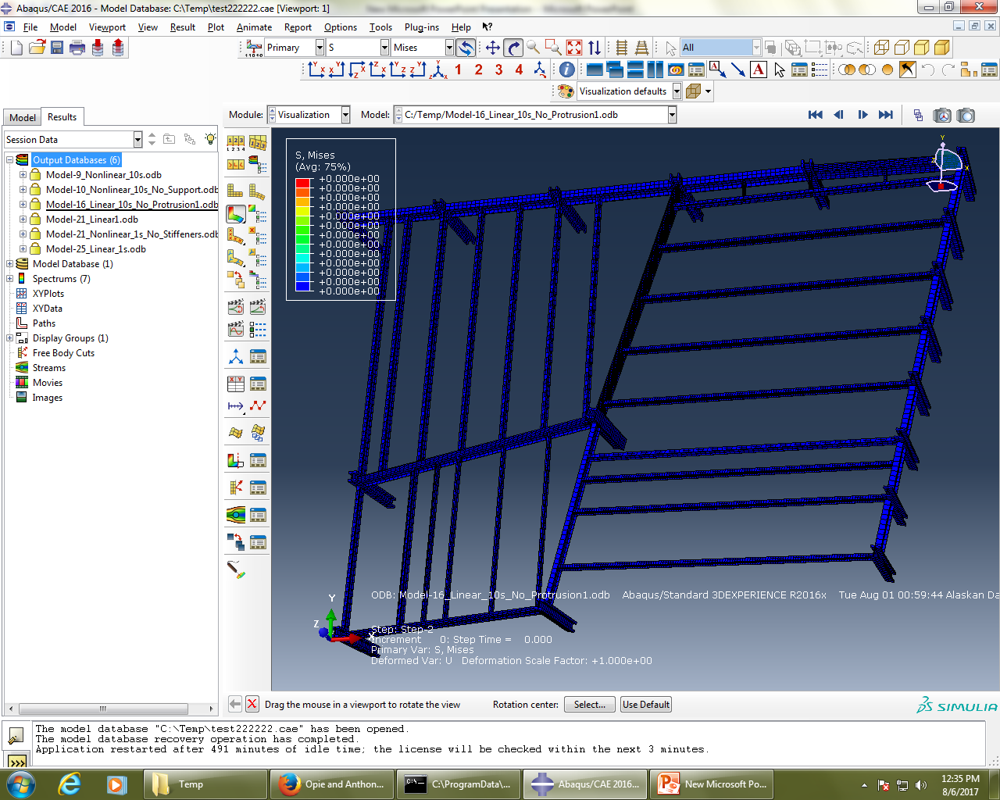 Abaqus/CAE 2016 - Model Database: C:\Temp\test222222.cae [Viewport: 1]
File Model Viewport View Result Plot Animate Report Options Tools Plug-ins Help
Primary S Mises All
1 2 3 4
Visualization defaults
Model Results
Module: Visualization Model: C:/Temp/Model-16_Linear_10s_No_Protrusion1.odb
Session Data
Output Databases (6)
Model-9_Nonlinear_10s.odb
Model-10_Nonlinear_10s_No_Support.odb
Model-16_Linear_10s_No_Protrusion1.odb
Model-21_Linear1.odb
Model-21_Nonlinear_1s_No_Stiffeners.odb
Model-25_Linear_1s.odb
Model Database (1)
Spectrums (7)
XYPlots
XYData
Paths
Display Groups (1)
Free Body Cuts
Streams
Movies
Images
S, Mises
(Avg: 75%)
+0.000e+00
+0.000e+00
+0.000e+00
+0.000e+00
+0.000e+00
+0.000e+00
+0.000e+00
+0.000e+00
+0.000e+00
+0.000e+00
+0.000e+00
+0.000e+00
+0.000e+00
Y
Z
X
Y
Z
X
ODB: Model-16_Linear_10s_No_Protrusion1.odb Abaqus/Standard 3DEXPERIENCE R2016x Tue Aug 01 00:59:44 Alaskan Da
Step: Step-2
Increment 0: Step Time = 0.000
Primary Var: S, Mises
Deformed Var: U Deformation Scale Factor: +1.000e+00
Drag the mouse in a viewport to rotate the view Rotation center: Select... Use Default
SIMULIA
The model database "C:\Temp\test222222.cae" has been opened.
The model database recovery operation has completed.
Application restarted after 491 minutes of idle time; the license will be checked within the next 3 minutes.
>>>
Temp
Opie and Anthon...
C:\ProgramData\...
Abaqus/CAE 2016...
New Microsoft Po...
12:35 PM
8/6/2017